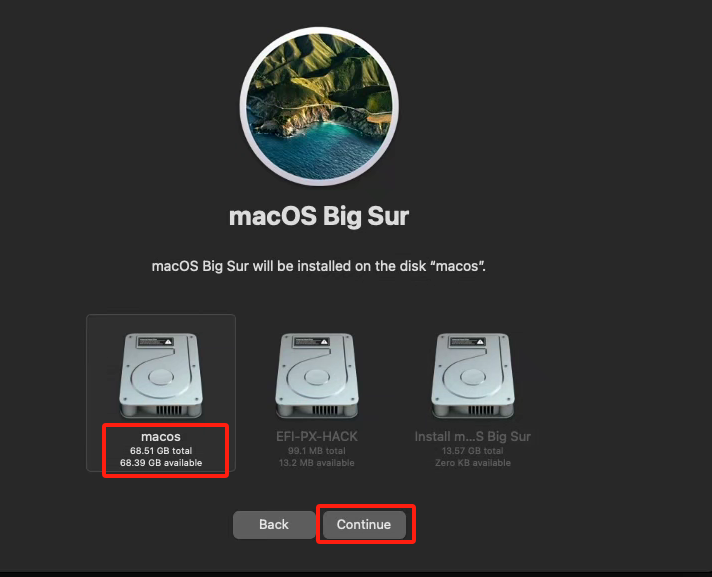 macOS Big Sur
macOS Big Sur will be installed on the disk “macos”.
macos
68.51 GB total
68.39 GB available
EFI-PX-HACK
99.1 MB total
13.2 MB available
Install m...S Big Sur
13.57 GB total
Zero KB available
Back
Continue